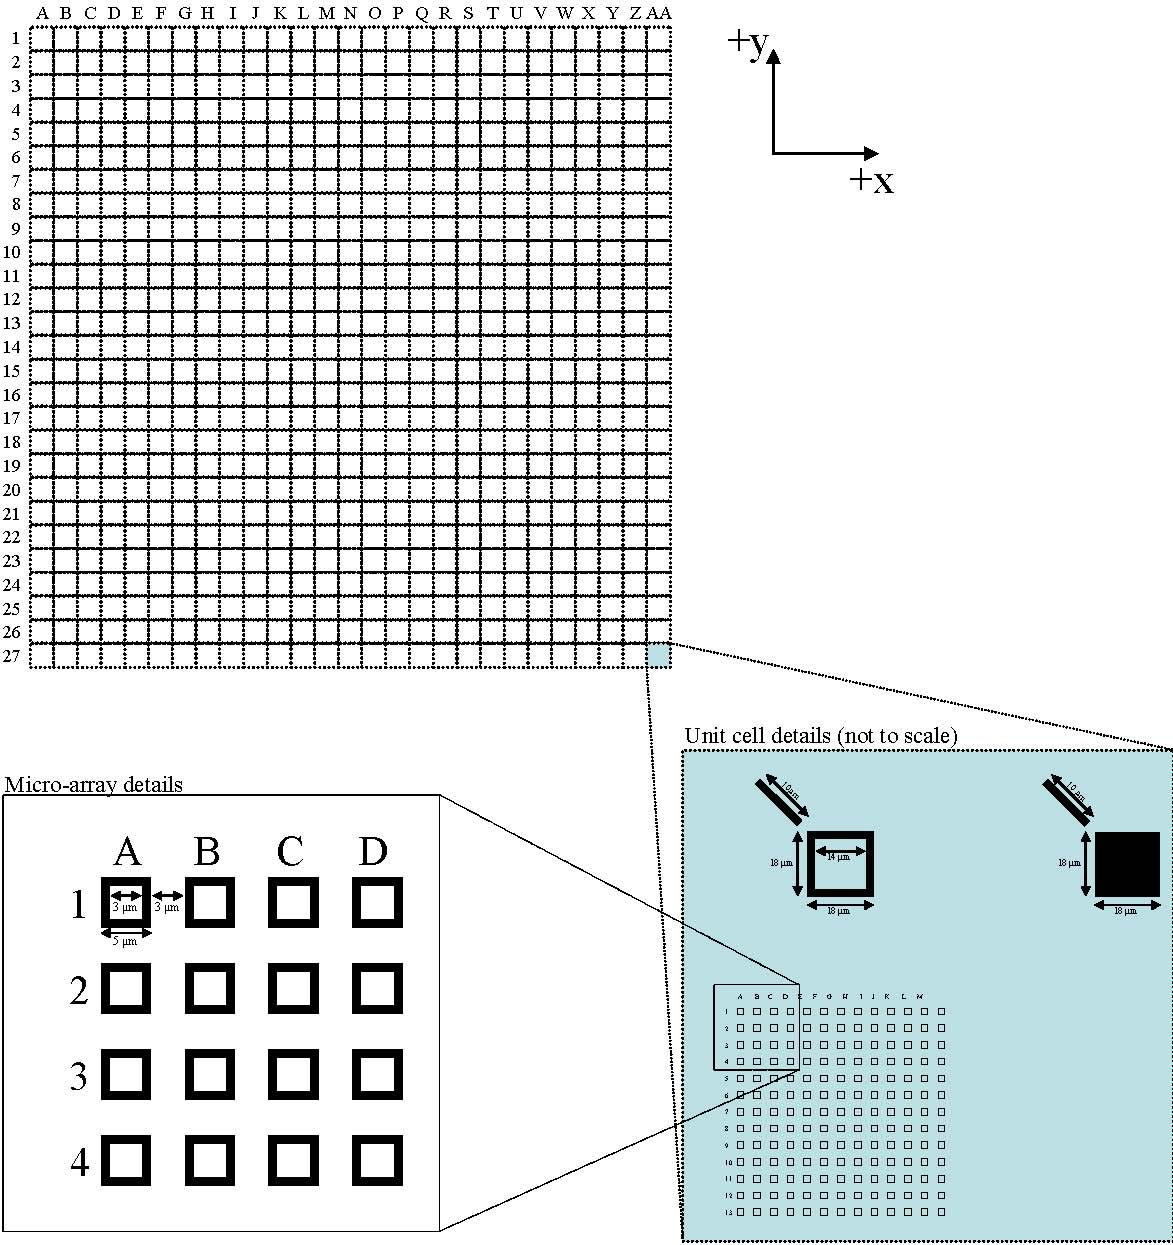 A B C D E F G H I J K L M N O P Q R S T U V W X Y Z AA
1
2
3
4
5
6
7
8
9
10
11
12
13
14
15
16
17
18
19
20
21
22
23
24
25
26
27
+y
+x
Unit cell details (not to scale)
10μm
10 μm
18 μm
14 μm
18 μm
18 μm
18 μm
A B C D E F G H I J K L M
1
2
3
4
5
6
7
8
9
10
11
12
13
Micro-array details
A B C D
1
3 μm
3 μm
5 μm
2
3
4